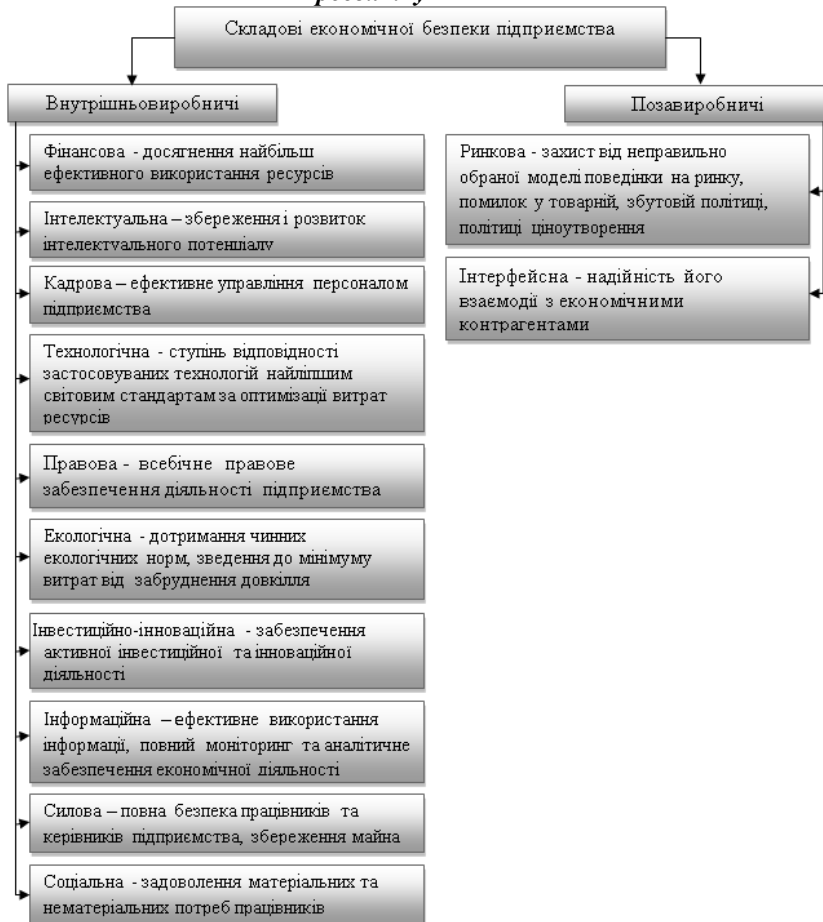 Складові економічної безпеки підприємства
Внутрішньовиробничі
Фінансова - досягнення найбільш
ефективного використання ресурсів
Інтелектуальна – збереження і розвиток
інтелектуального потенціалу
Кадрова – ефективне управління персоналом
підприємства
Технологічна - ступінь відповідності
застосовуваних технологій найліпшим
світовим стандартам за оптимізації витрат
ресурсів
Правова - всебічне правове
забезпечення діяльності підприємства
Екологічна - дотримання чинних
екологічних норм, зведення до мінімуму
витрат від забруднення довкілля
Інвестиційно-інноваційна - забезпечення
активної інвестиційної та інноваційної
діяльності
Інформаційна – ефективне використання
інформації, повний моніторинг та аналітичне
забезпечення економічної діяльності
Силова – повна безпека працівників та
керівників підприємства, збереження майна
Соціальна - задоволення матеріальних та
нематеріальних потреб працівників
Позавиробничі
Ринкова - захист від неправильно
обраної моделі поведінки на ринку,
помилок у товарній, збутовій політиці,
політиці ціноутворення
Інтерфейсна - надійність його
взаємодії з економічними
контрагентами